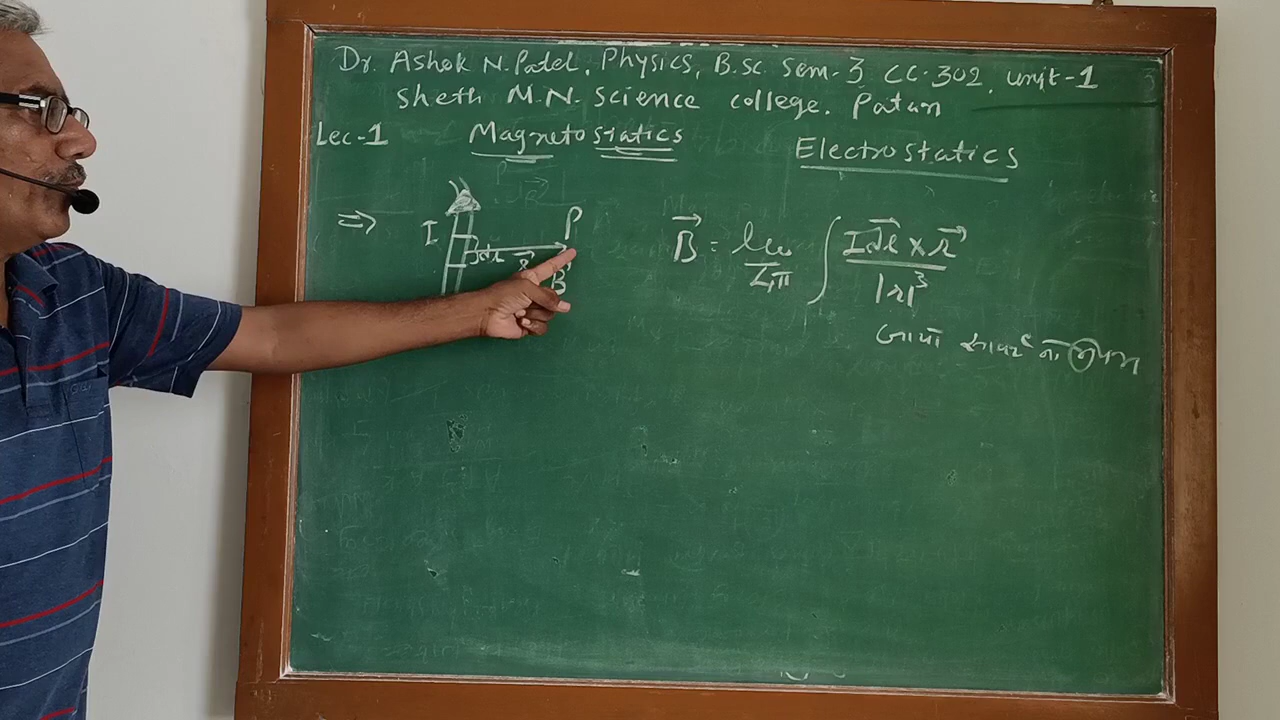 Dr. Ashok N. Patel, Physics, B.Sc. Sem-3 CC-302, Unit-1
Sheth M.N. Science college. Patan
Lec-1 Magnetostatics Electrostatics
⇒ I dl r P B
B⃗ = μ₀/4π ∫ I dl⃗ × r⃗ / |r|³
બાયો સાવર્ટ નો નિયમ